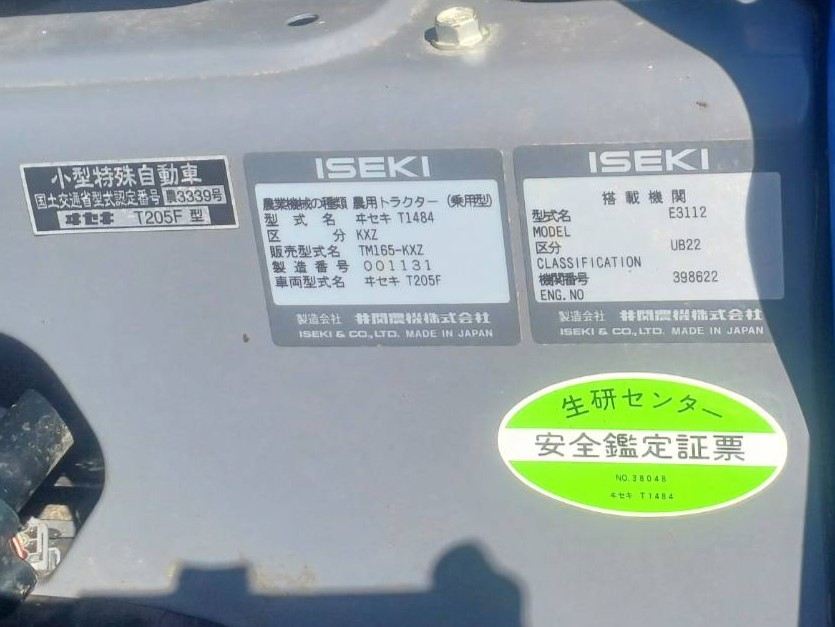 小型特殊自動車
国土交通省型式認定番号 農3339号
ヰセキ T205F 型
ISEKI
農業機械の種類 農用トラクター (乗用型)
型式名 ヰセキ T1484
区分 KXZ
販売型式名 TM165-KXZ
製造番号 001131
車両型式名 ヰセキ T205F
製造会社 井関農機株式会社
ISEKI & CO.,LTD. MADE IN JAPAN
ISEKI
搭載機関
型式名 E3112
MODEL
区分 UB22
CLASSIFICATION
機関番号 398622
ENG.NO
製造会社 井関農機株式会社
ISEKI & CO.,LTD. MADE IN JAPAN
生研センター
安全鑑定証票
NO.38048
ヰセキ T1484